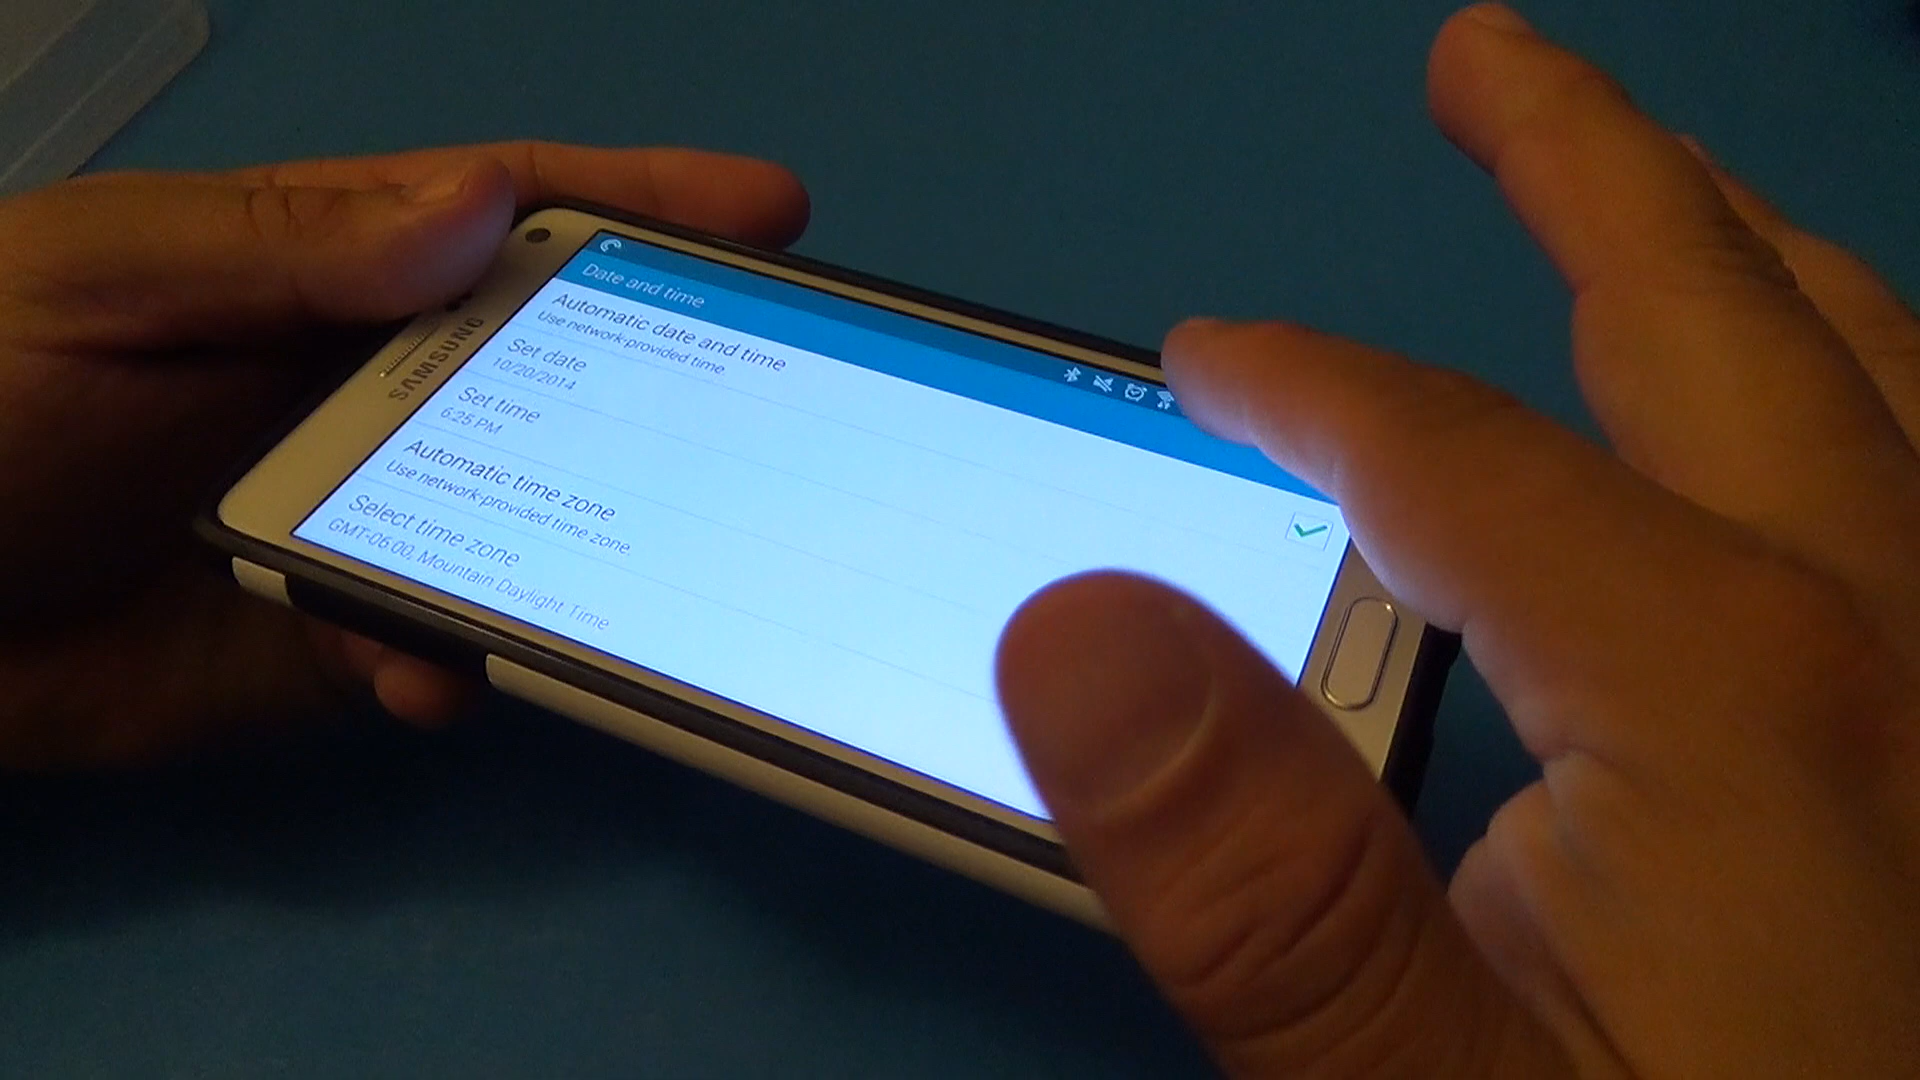 SAMSUNG
Date and time
Automatic date and time
Use network-provided time
Set date
10/20/2014
Set time
6:25 PM
Automatic time zone
Use network-provided time zone.
Select time zone
GMT-06:00, Mountain Daylight Time